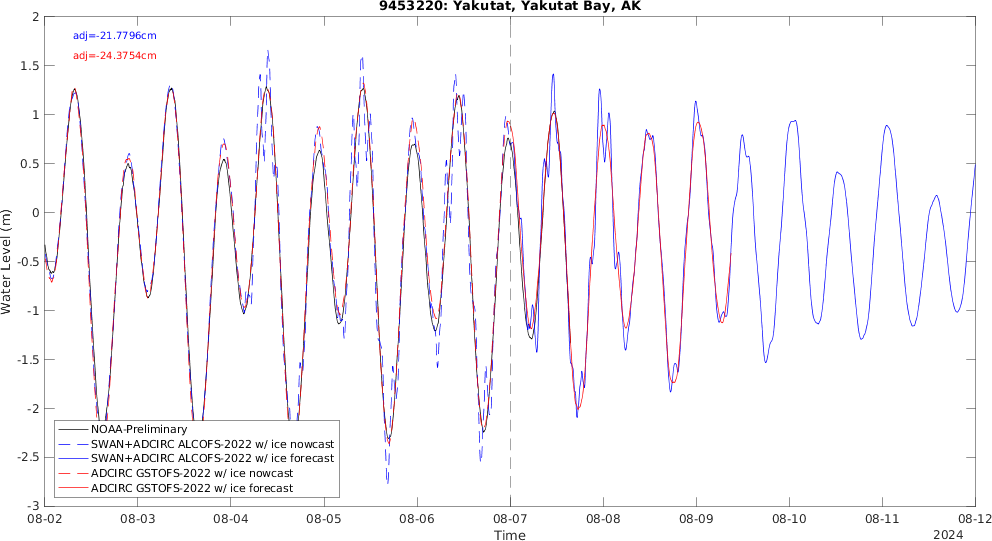 9453220: Yakutat, Yakutat Bay, AK
adj=-21.7796cm
adj=-24.3754cm
Water Level (m)
2
1.5
1
0.5
0
-0.5
-1
-1.5
-2
-2.5
-3
NOAA-Preliminary
SWAN+ADCIRC ALCOFS-2022 w/ ice nowcast
SWAN+ADCIRC ALCOFS-2022 w/ ice forecast
ADCIRC GSTOFS-2022 w/ ice nowcast
ADCIRC GSTOFS-2022 w/ ice forecast
08-02 08-03 08-04 08-05 08-06 08-07 08-08 08-09 08-10 08-11 08-12
Time
2024